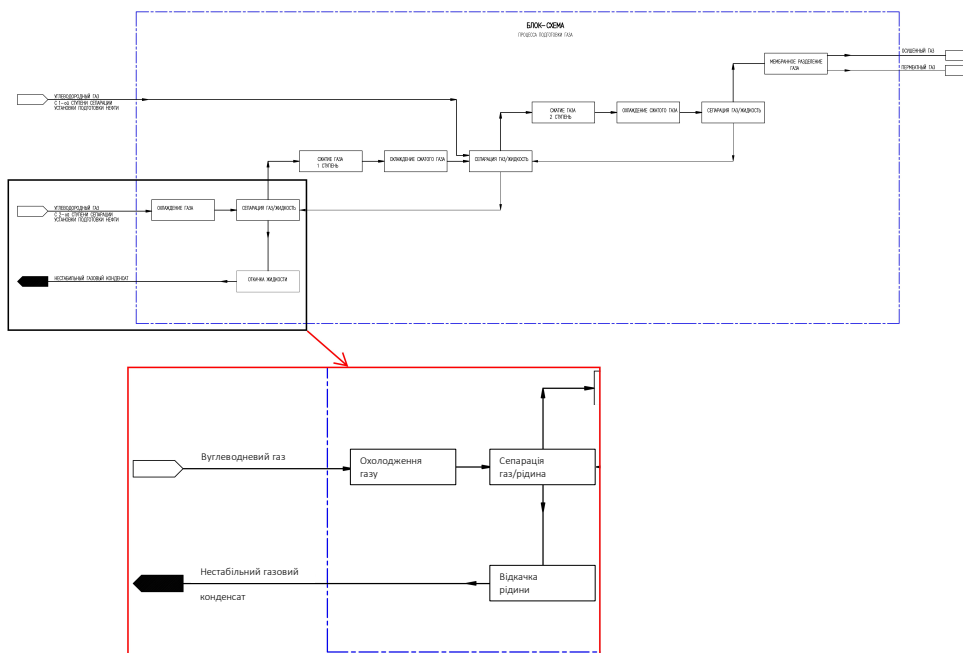 БЛОК-СХЕМА
ПРОЦЕССА ПОДГОТОВКИ ГАЗА
ОСУШЕННЫЙ ГАЗ
МЕМБРАННОЕ РАЗДЕЛЕНИЕ
ГАЗА
ПЕРМЕАТНЫЙ ГАЗ
УГЛЕВОДОРОДНЫЙ ГАЗ
С 1-ой СТУПЕНИ СЕПАРАЦИИ
УСТАНОВКИ ПОДГОТОВКИ НЕФТИ
СЖАТИЕ ГАЗА
2 СТУПЕНЬ
ОХЛАЖДЕНИЕ СЖАТОГО ГАЗА
СЕПАРАЦИЯ ГАЗ/ЖИДКОСТЬ
СЖАТИЕ ГАЗА
1 СТУПЕНЬ
ОХЛАЖДЕНИЕ СЖАТОГО ГАЗА
СЕПАРАЦИЯ ГАЗ/ЖИДКОСТЬ
УГЛЕВОДОРОДНЫЙ ГАЗ
С 2-ой СТУПЕНИ СЕПАРАЦИИ
УСТАНОВКИ ПОДГОТОВКИ НЕФТИ
ОХЛАЖДЕНИЕ ГАЗА
СЕПАРАЦИЯ ГАЗ/ЖИДКОСТЬ
НЕСТАБИЛЬНЫЙ ГАЗОВЫЙ КОНДЕНСАТ
ОТКАЧКА ЖИДКОСТИ
Вуглеводневий газ
Охолодження
газу
Сепарація
газ/рідина
Нестабільний газовий
конденсат
Відкачка
рідини